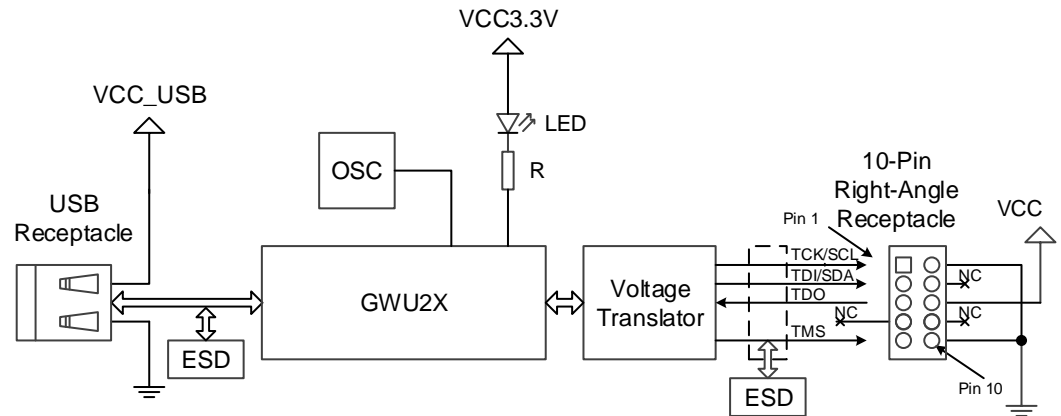 VCC3.3V
VCC_USB
LED
OSC
R
10-Pin
Right-Angle
Receptacle
USB
Receptacle
VCC
Pin 1
TCK/SCL
TDI/SDA
NC
GWU2X
Voltage
Translator
TDO
NC
NC
TMS
ESD
Pin 10
ESD